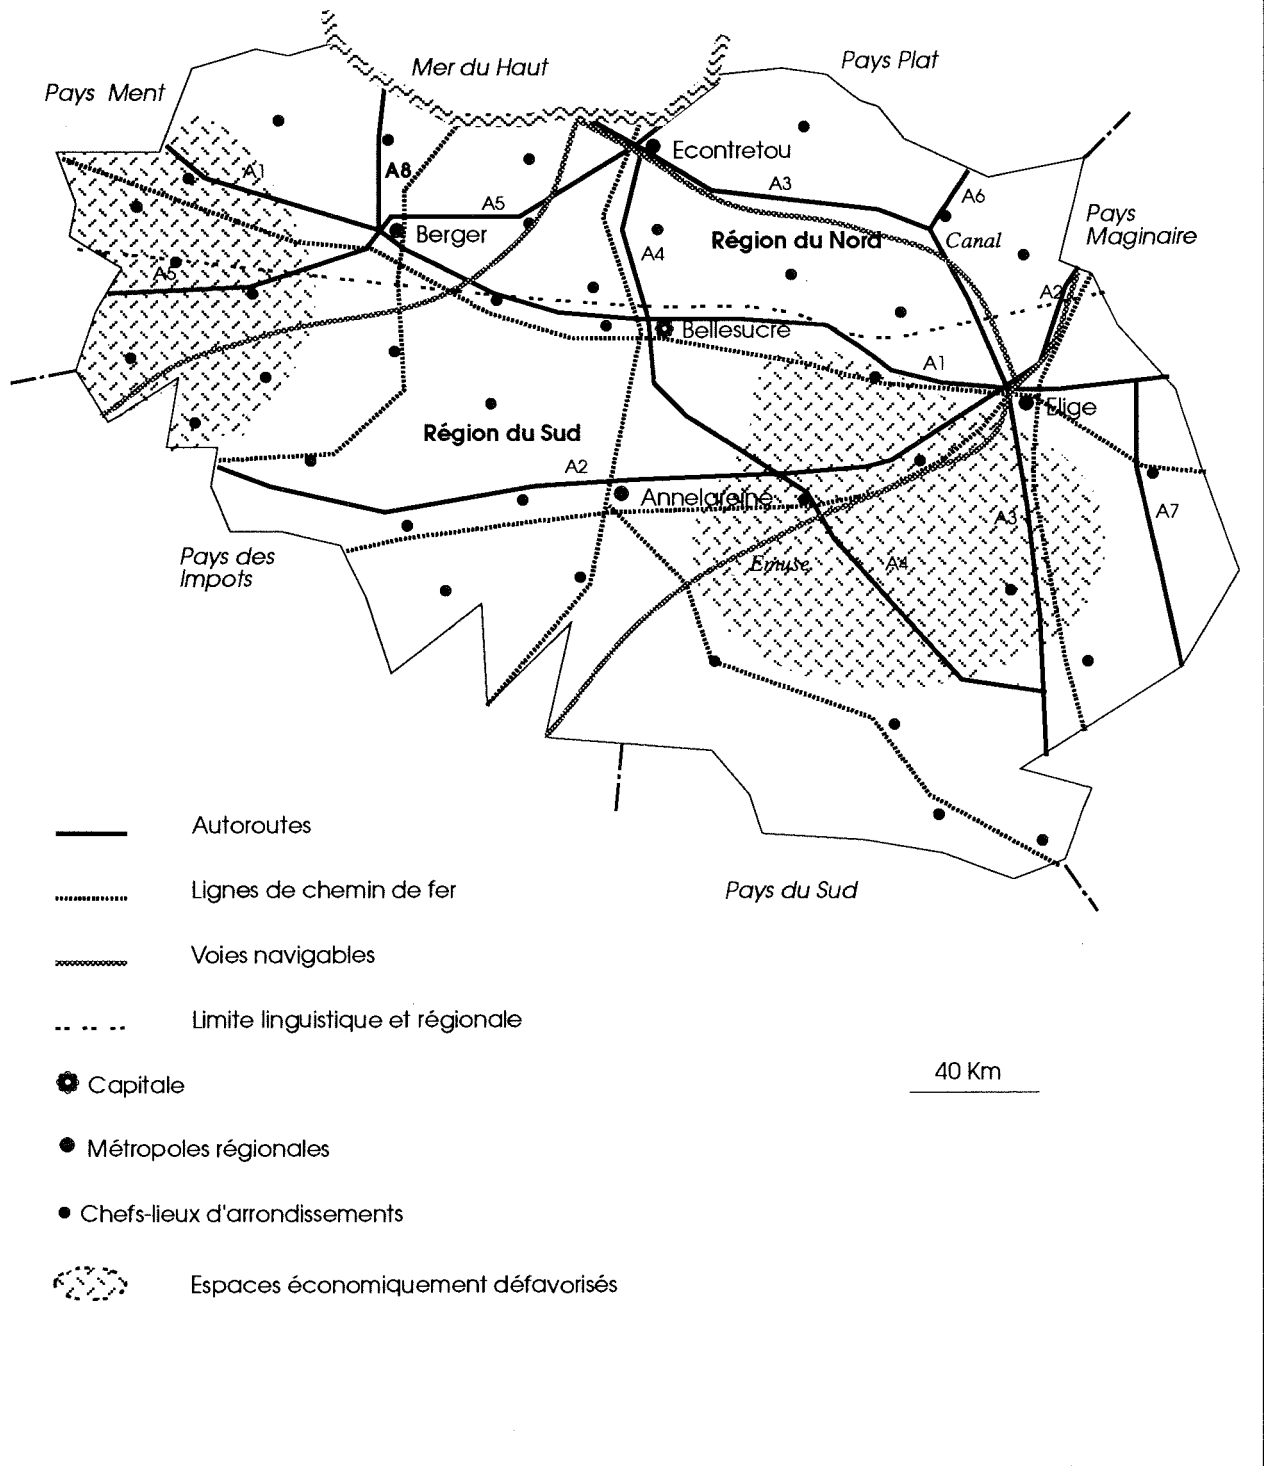 Mer du Haut
Pays Plat
Pays Ment
Econtretou
A1
A8
A3
A5
A6
Pays
Maginaire
Berger
Région du Nord
Canal
A4
A5
A2
Bellesucre
A1
Elige
Région du Sud
A2
Annelareine
A3
A7
Pays des
Impots
Emuse
A4
Autoroutes
Pays du Sud
Lignes de chemin de fer
Voies navigables
Limite linguistique et régionale
40 Km
Capitale
Métropoles régionales
Chefs-lieux d'arrondissements
Espaces économiquement défavorisés